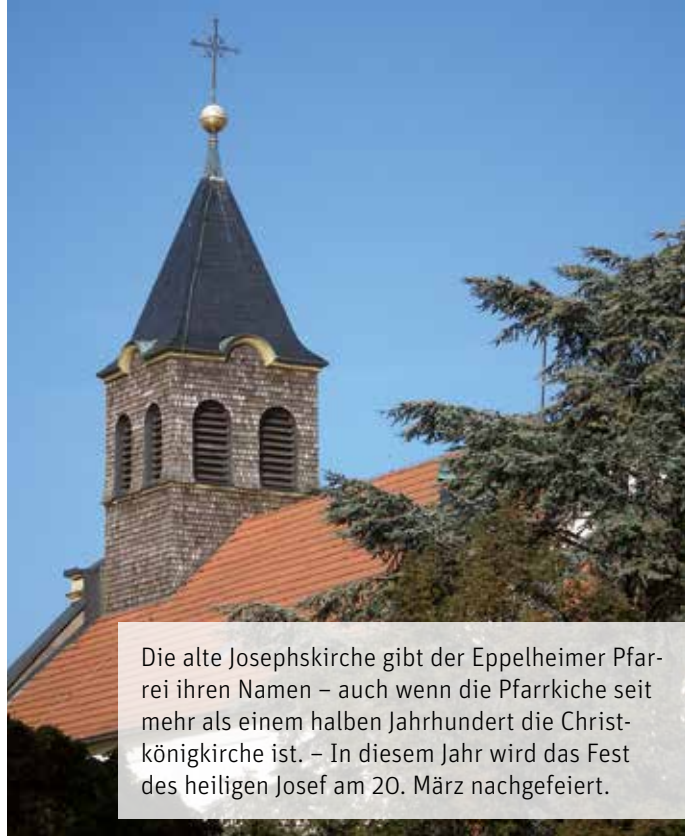 Die alte Josephskirche gibt der Eppelheimer Pfar-
rei ihren Namen – auch wenn die Pfarrkiche seit
mehr als einem halben Jahrhundert die Christ-
königkirche ist. – In diesem Jahr wird das Fest
des heiligen Josef am 20. März nachgefeiert.